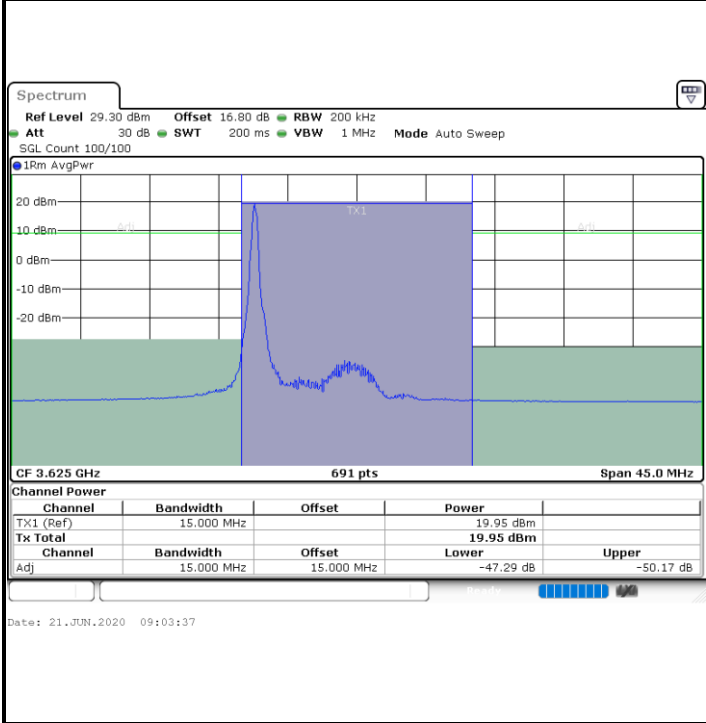 Spectrum
Ref Level 29.30 dBm Offset 16.80 dB RBW 200 kHz
Att 30 dB SWT 200 ms VBW 1 MHz Mode Auto Sweep
SGL Count 100/100
1Rm AvgPwr
20 dBm
TX1
Adj Adj
10 dBm
0 dBm
-10 dBm
-20 dBm
CF 3.625 GHz 691 pts Span 45.0 MHz
Channel Power
Channel Bandwidth Offset Power
TX1 (Ref) 15.000 MHz 19.95 dBm
Tx Total 19.95 dBm
Channel Bandwidth Offset Lower Upper
Adj 15.000 MHz 15.000 MHz -47.29 dB -50.17 dB
Ready
Date: 21.JUN.2020 09:03:37